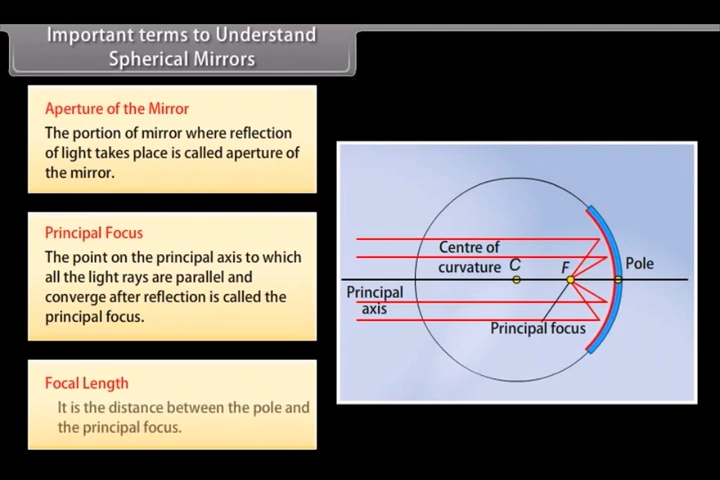 Important terms to Understand
Spherical Mirrors
Aperture of the Mirror
The portion of mirror where reflection
of light takes place is called aperture of
the mirror.
Principal Focus
The point on the principal axis to which
all the light rays are parallel and
converge after reflection is called the
principal focus.
Focal Length
It is the distance between the pole and
the principal focus.
Centre of
curvature C
F
Pole
Principal
axis
Principal focus